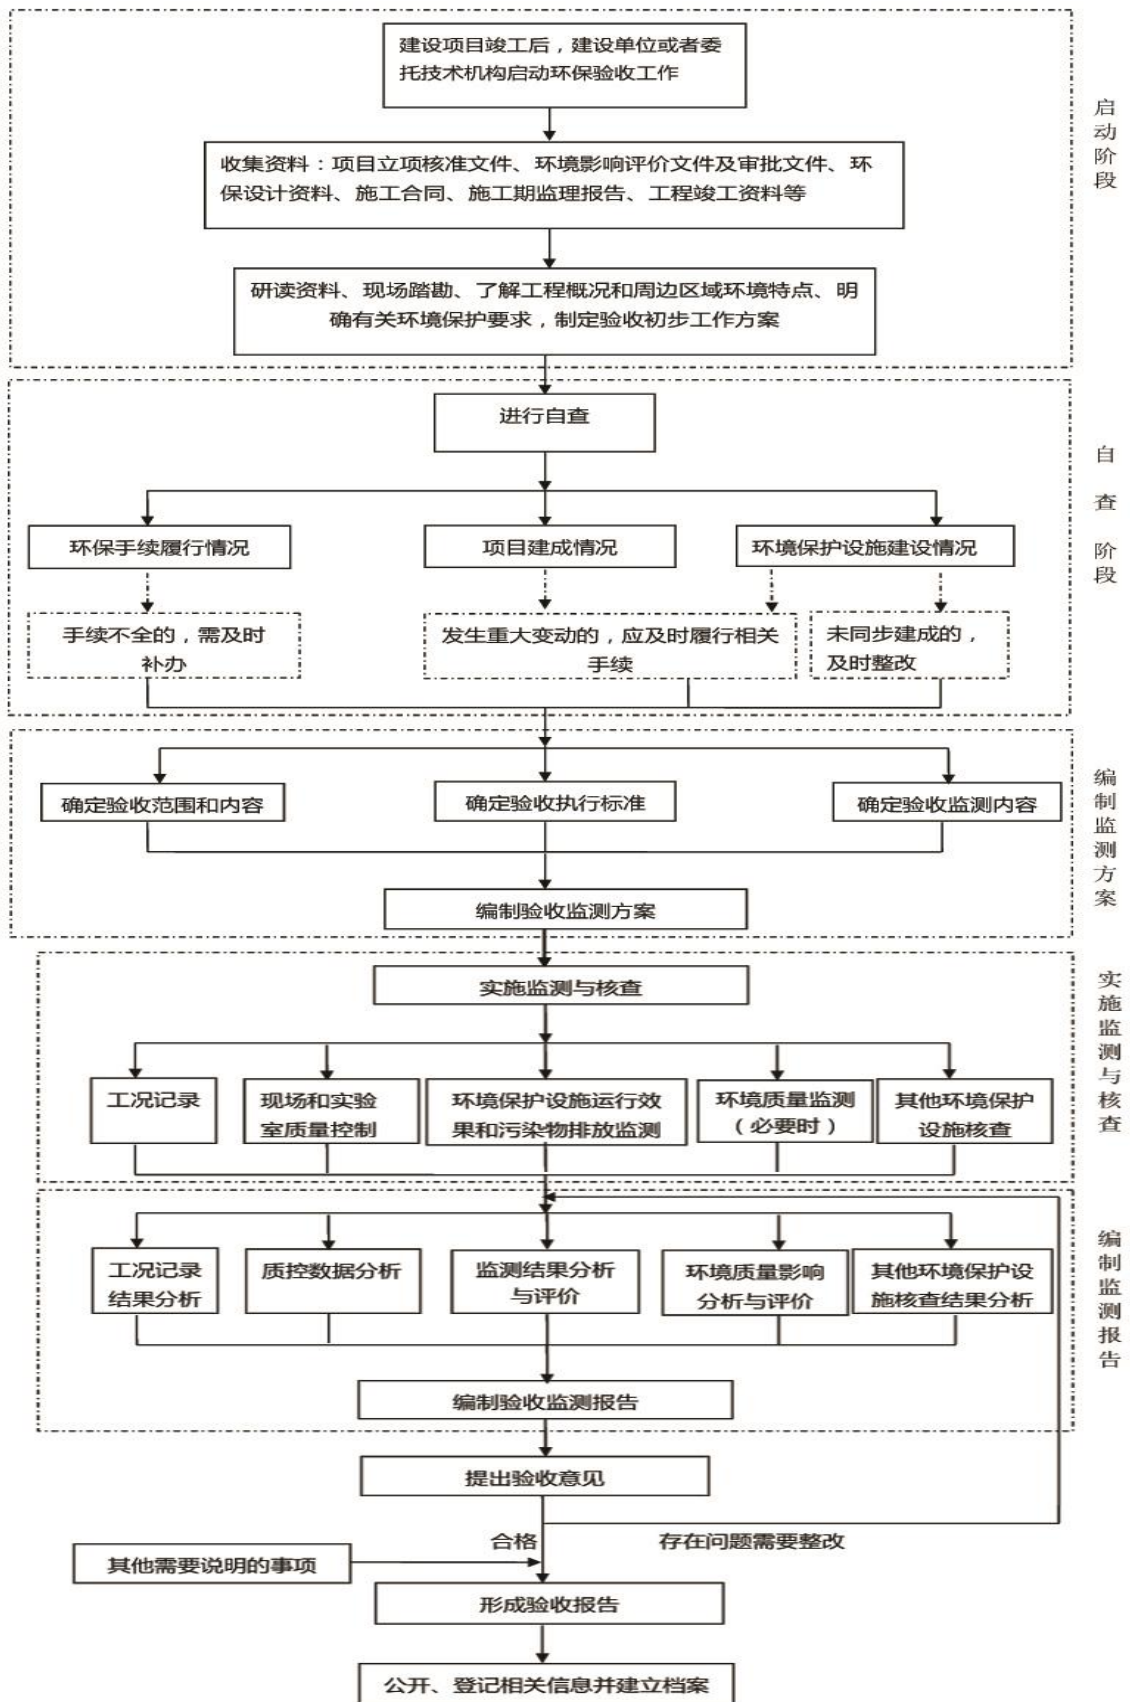 建设项目竣工后，建设单位或者委
托技术机构启动环保验收工作
启动阶段
收集资料：项目立项核准文件、环境影响评价文件及审批文件、环
保设计资料、施工合同、施工期监理报告、工程竣工资料等
研读资料、现场踏勘、了解工程概况和周边区域环境特点、明
确有关环境保护要求，制定验收初步工作方案
进行自查
自查阶段
环保手续履行情况
项目建成情况
环境保护设施建设情况
手续不全的，需及时
补办
发生重大变动的，应及时履行相关
手续
未同步建成的，
及时整改
编制监测方案
确定验收范围和内容
确定验收执行标准
确定验收监测内容
编制验收监测方案
实施监测与核查
实施监测与核查
工况记录
现场和实验
室质量控制
环境保护设施运行效
果和污染物排放监测
环境质量监测
（必要时）
其他环境保护
设施核查
编制监测报告
工况记录
结果分析
质控数据分析
监测结果分析
与评价
环境质量影响
分析与评价
其他环境保护设
施核查结果分析
编制验收监测报告
提出验收意见
合格
存在问题需要整改
其他需要说明的事项
形成验收报告
公开、登记相关信息并建立档案